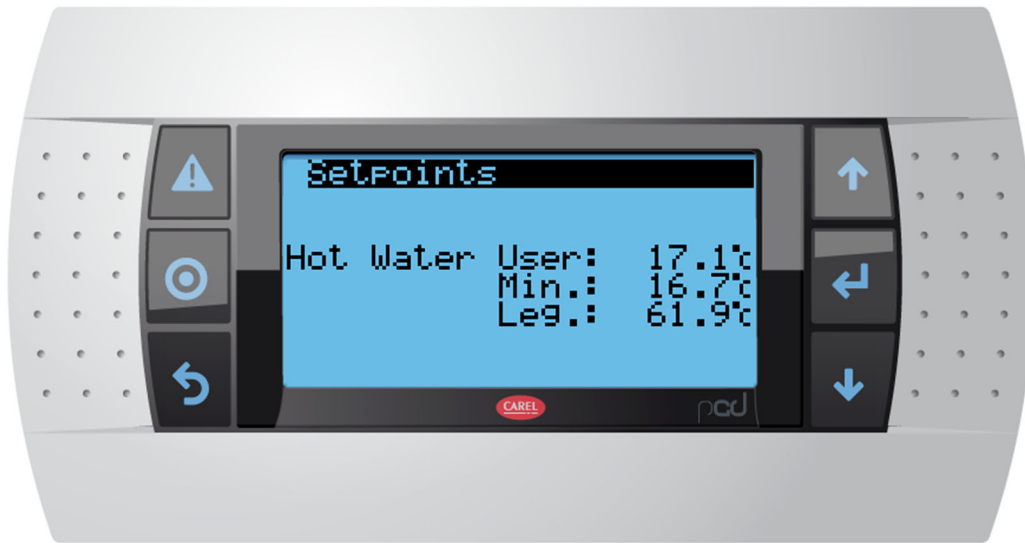 Setpoints
Hot Water User: 17.1°c
Min.: 16.7°c
Leg.: 61.9°c
CAREL
pGD